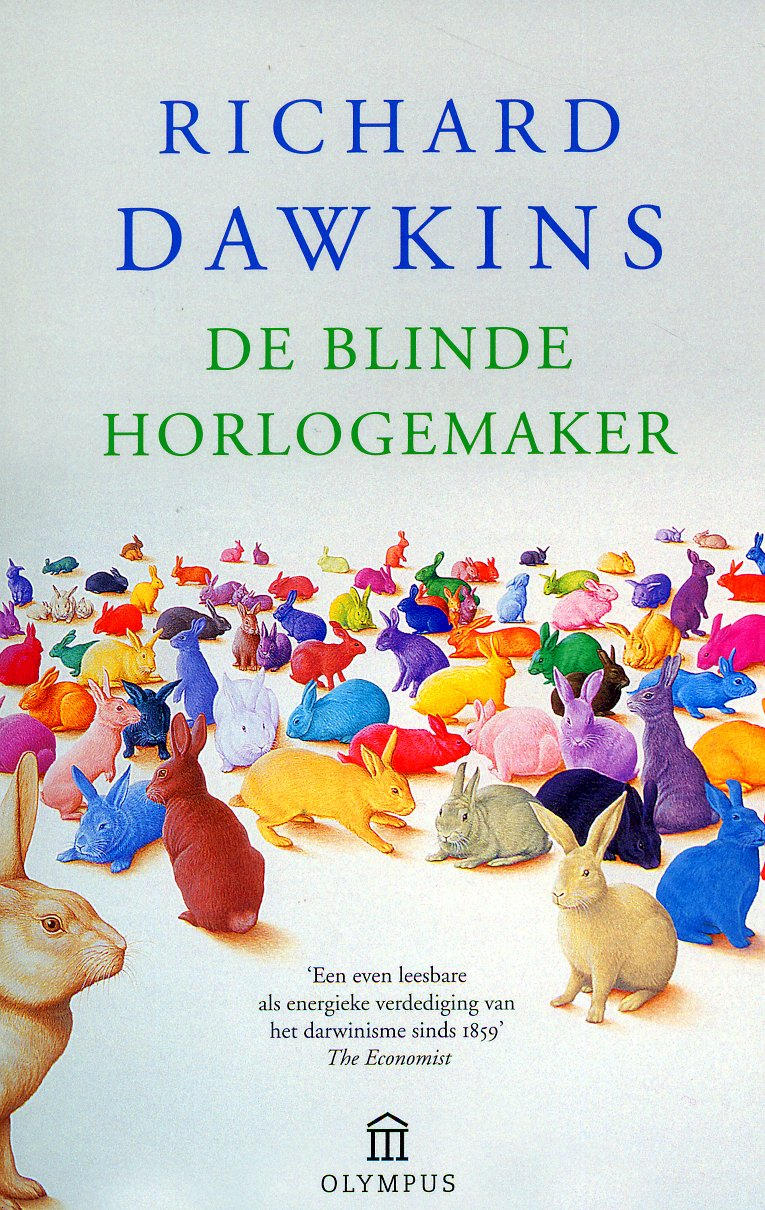 RICHARD
DAWKINS
DE BLINDE
HORLOGEMAKER
‘Een even leesbare
als energieke verdediging van
het darwinisme sinds 1859’
The Economist
OLYMPUS